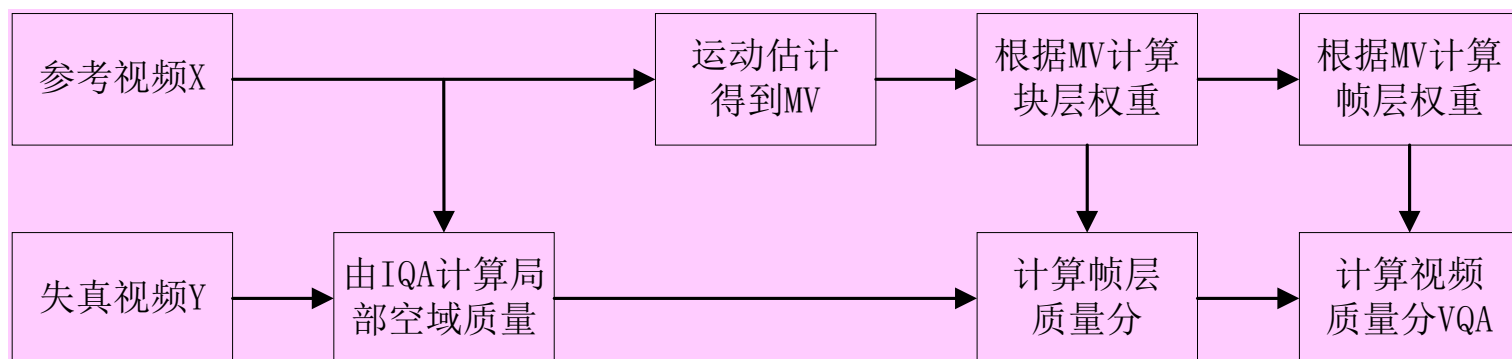 参考视频X
运动估计
得到MV
根据MV计算
块层权重
根据MV计算
帧层权重
失真视频Y
由IQA计算局
部空域质量
计算帧层
质量分
计算视频
质量分VQA